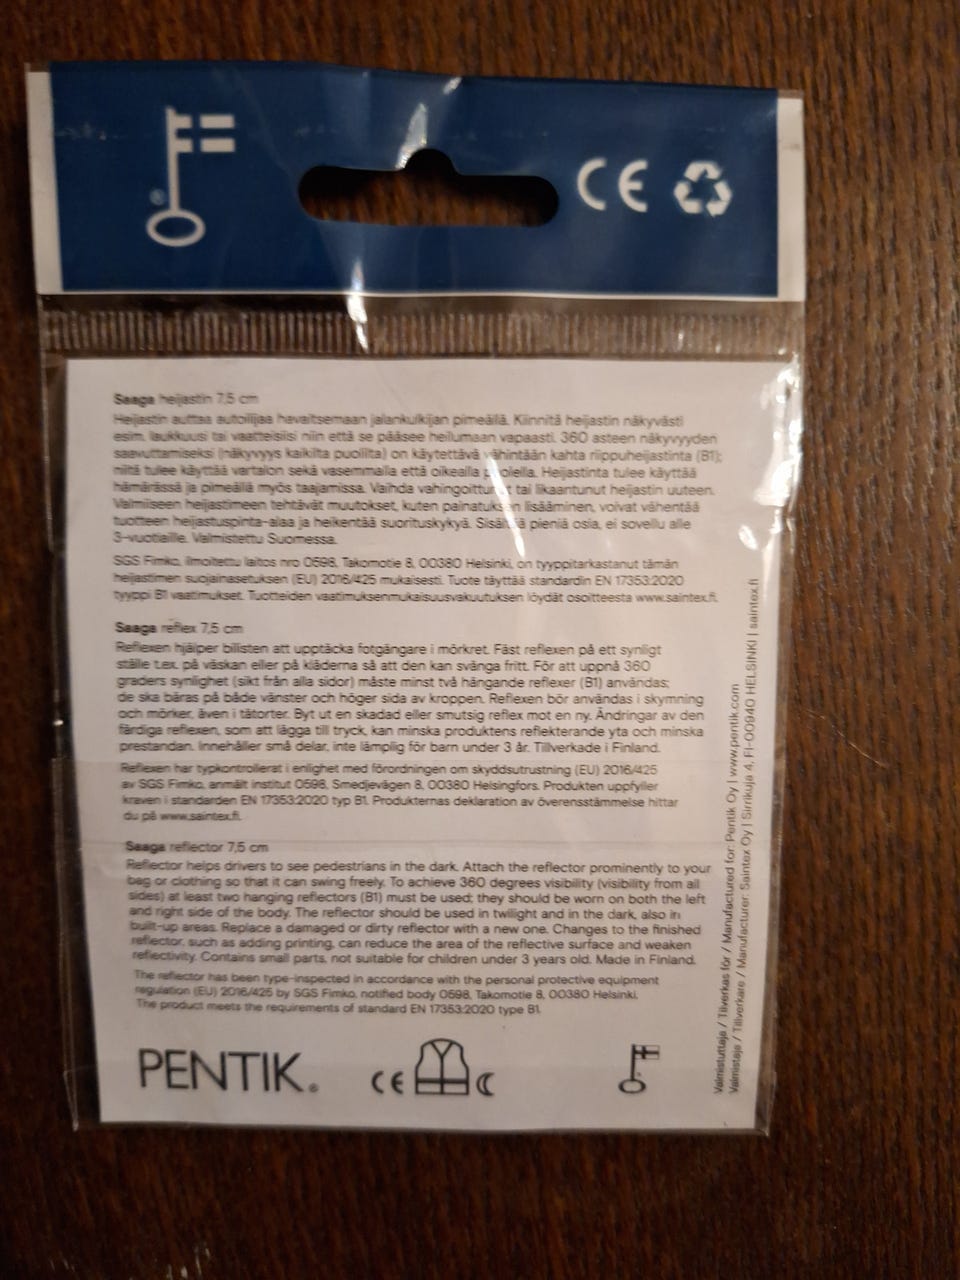 CE
Saaga heijastin 7,5 cm
Heijastin auttaa autoilijaa havaitsemaan jalankulkijan pimeällä. Kiinnitä heijastin näkyvästi
esim. laukkuusi tai vaatteisiisi niin että se pääsee heilumaan vapaasti. 360 asteen näkyvyyden
saavuttamiseksi (näkyvyys kaikilta puolilta) on käytettävä vähintään kahta riippuheijastinta (B1);
niitä tulee käyttää vartalon sekä vasemmalla että oikealla puolella. Heijastinta tulee käyttää
hämärässä ja pimeällä myös taajamissa. Vaihda vahingoittunut tai likaantunut heijastin uuteen.
Valmiiseen heijastimeen tehtävät muutokset, kuten painatuksen lisääminen, voivat vähentää
tuotteen heijastuspinta-alaa ja heikentää suorituskykyä. Sisältää pieniä osia, ei sovellu alle
3-vuotiaille. Valmistettu Suomessa.
SGS Fimko, ilmoitettu laitos nro 0598, Takomotie 8, 00380 Helsinki, on tyyppitarkastanut tämän
heijastimen suojainasetuksen (EU) 2016/425 mukaisesti. Tuote täyttää standardin EN 17353:2020
tyyppi B1 vaatimukset. Tuotteiden vaatimuksenmukaisuusvakuutuksen löydät osoitteesta www.saintex.fi.
Saaga reflex 7,5 cm
Reflexen hjälper bilisten att upptäcka fotgängare i mörkret. Fäst reflexen på ett synligt
ställe t.ex. på väskan eller på kläderna så att den kan svänga fritt. För att uppnå 360
graders synlighet (sikt från alla sidor) måste minst två hängande reflexer (B1) användas;
de ska bäras på både vänster och höger sida av kroppen. Reflexen bör användas i skymning
och mörker, även i tätorter. Byt ut en skadad eller smutsig reflex mot en ny. Ändringar av den
färdiga reflexen, som att lägga till tryck, kan minska produktens reflekterande yta och minska
prestandan. Innehåller små delar, inte lämplig för barn under 3 år. Tillverkade i Finland.
Reflexen har typkontrollerat i enlighet med förordningen om skyddsutrustning (EU) 2016/425
av SGS Fimko, anmält institut 0598, Smedjevägen 8, 00380 Helsingfors. Produkten uppfyller
kraven i standarden EN 17353:2020 typ B1. Produkternas deklaration av överensstämmelse hittar
du på www.saintex.fi.
Saaga reflector 7,5 cm
Reflector helps drivers to see pedestrians in the dark. Attach the reflector prominently to your
bag or clothing so that it can swing freely. To achieve 360 degrees visibility (visibility from all
sides) at least two hanging reflectors (B1) must be used; they should be worn on both the left
and right side of the body. The reflector should be used in twilight and in the dark, also in
built-up areas. Replace a damaged or dirty reflector with a new one. Changes to the finished
reflector, such as adding printing, can reduce the area of the reflective surface and weaken
reflectivity. Contains small parts, not suitable for children under 3 years old. Made in Finland.
The reflector has been type-inspected in accordance with the personal protective equipment
regulation (EU) 2016/425 by SGS Fimko, notified body 0598, Takomotie 8, 00380 Helsinki.
The product meets the requirements of standard EN 17353:2020 type B1.
PENTIK®
CE
Valmistuttaja / Tillverkas för / Manufactured for: Pentik Oy | www.pentik.com
Valmistaja / Tillverkare / Manufacturer: Saintex Oy | Sirrikuja 4, FI-00940 HELSINKI | saintex.fi